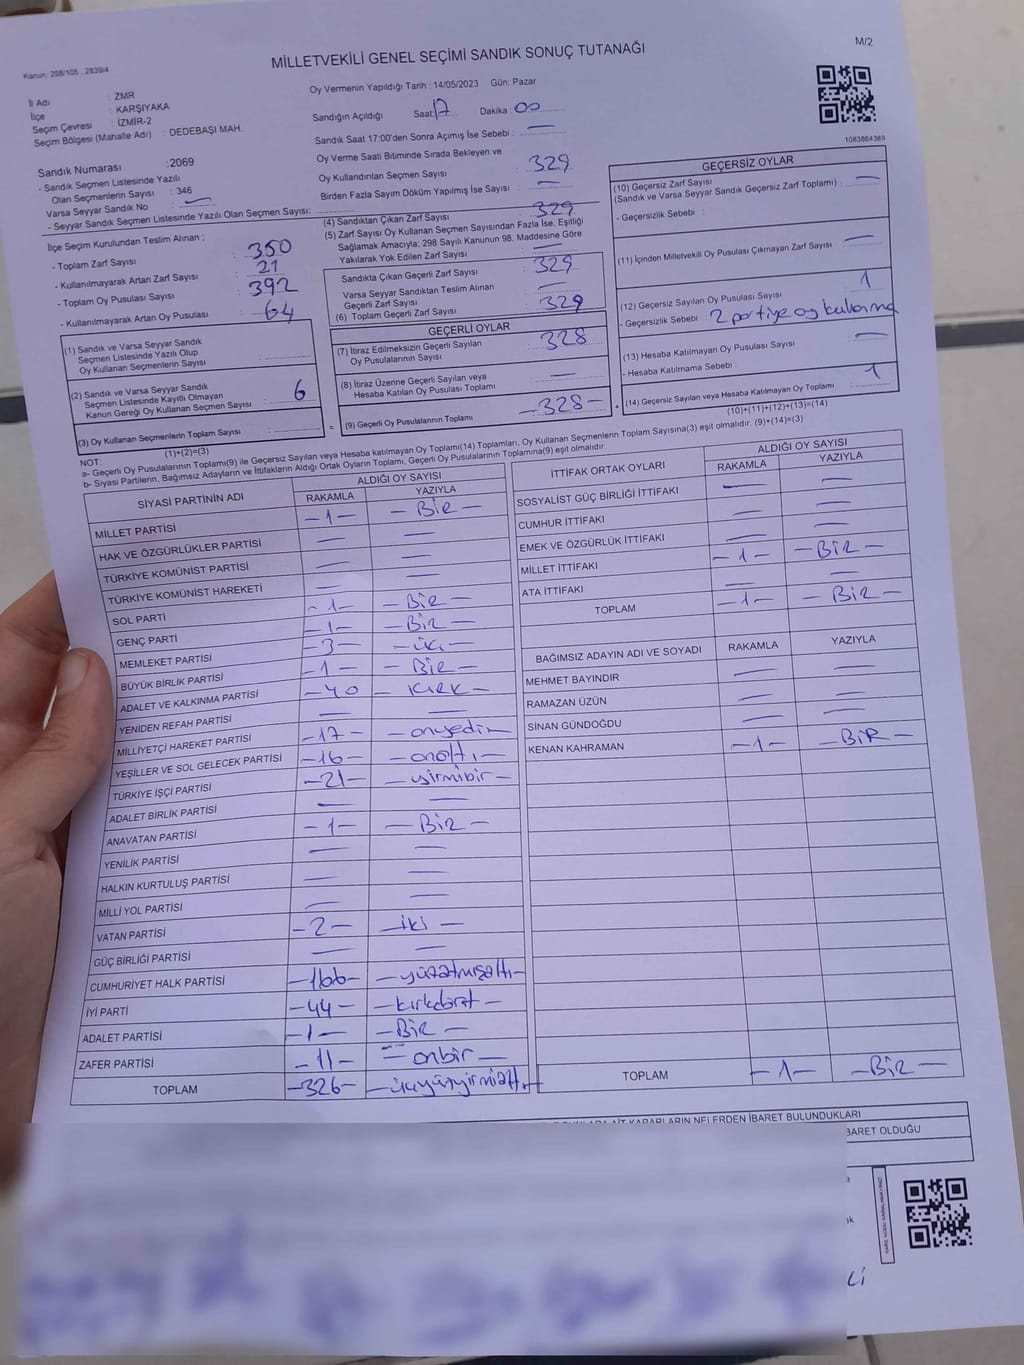 MİLLETVEKİLİ GENEL SEÇİMİ SANDIK SONUÇ TUTANAĞI
M/2
Kanun: 298/105 , 2839/4
İl Adı : ZMR
İlçe : KARŞIYAKA
Seçim Çevresi : İZMİR-2
Seçim Bölgesi (Mahalle Adı) : DEDEBAŞI MAH.
Oy Vermenin Yapıldığı Tarih : 14/05/2023 Gün: Pazar
Sandığın Açıldığı Saat: 17 Dakika : 00
Sandık Saat 17:00'den Sonra Açımış İse Sebebi : —
Oy Verme Saati Bitiminde Sırada Bekleyen ve
Oy Kullandırılan Seçmen Sayısı : 329
Birden Fazla Sayım Döküm Yapılmış İse Sayısı : —
1083864389
Sandık Numarası :2069
- Sandık Seçmen Listesinde Yazılı
Olan Seçmenlerin Sayısı : 346
Varsa Seyyar Sandık No : —
- Seyyar Sandık Seçmen Listesinde Yazılı Olan Seçmen Sayısı:
İlçe Seçim Kurulundan Teslim Alınan ;
- Toplam Zarf Sayısı : 350
- Kullanılmayarak Artan Zarf Sayısı : 21
- Toplam Oy Pusulası Sayısı : 392
- Kullanılmayarak Artan Oy Pusulası : 64
(1) Sandık ve Varsa Seyyar Sandık
Seçmen Listesinde Yazılı Olup
Oy Kullanan Seçmenlerin Sayısı :
(2) Sandık ve Varsa Seyyar Sandık
Seçmen Listesinde Kayıtlı Olmayan
Kanun Gereği Oy Kullanan Seçmen Sayısı : 6
(3) Oy Kullanan Seçmenlerin Toplam Sayısı :
(1)+(2)=(3)
(4) Sandıktan Çıkan Zarf Sayısı : 329
(5) Zarf Sayısı Oy Kullanan Seçmen Sayısından Fazla İse, Eşitliği
Sağlamak Amacıyla; 298 Sayılı Kanunun 98. Maddesine Göre
Yakılarak Yok Edilen Zarf Sayısı : —
Sandıkta Çıkan Geçerli Zarf Sayısı : 329
Varsa Seyyar Sandıktan Teslim Alınan
Geçerli Zarf Sayısı : —
(6) Toplam Geçerli Zarf Sayısı : 329
GEÇERLİ OYLAR
(7) İtiraz Edilmeksizin Geçerli Sayılan
Oy Pusulalarının Sayısı : 328
(8) İtiraz Üzerine Geçerli Sayılan veya
Hesaba Katılan Oy Pusulası Toplamı : —
(9) Geçerli Oy Pusulalarının Toplamı : -328-
GEÇERSİZ OYLAR
(10) Geçersiz Zarf Sayısı : —
(Sandık ve Varsa Seyyar Sandık Geçersiz Zarf Toplamı)
- Geçersizlik Sebebi :
(11) İçinden Milletvekili Oy Pusulası Çıkmayan Zarf Sayısı : —
(12) Geçersiz Sayılan Oy Pusulası Sayısı : 1
- Geçersizlik Sebebi : 2 partiye oy kullanma
(13) Hesaba Katılmayan Oy Pusulası Sayısı : —
- Hesaba Katılmama Sebebi :
(14) Geçersiz Sayılan veya Hesaba Katılmayan Oy Toplamı : 1
(10)+(11)+(12)+(13)=(14)
NOT:
a- Geçerli Oy Pusulalarının Toplamı(9) ile Geçersiz Sayılan veya Hesaba katılmayan Oy Toplamı(14) Toplamları, Oy Kullanan Seçmenlerin Toplam Sayısına(3) eşit olmalıdır. (9)+(14)=(3)
b- Siyasi Partilerin, Bağımsız Adayların ve İttifakların Aldığı Ortak Oyların Toplamı, Geçerli Oy Pusulalarının Toplamına(9) eşit olmalıdır.
SİYASİ PARTİNİN ADI ALDIĞI OY SAYISI
RAKAMLA YAZIYLA
MİLLET PARTİSİ -1- - BİR -
HAK VE ÖZGÜRLÜKLER PARTİSİ — —
TÜRKİYE KOMÜNİST PARTİSİ — —
TÜRKİYE KOMÜNİST HAREKETİ — —
SOL PARTİ -1- - BİR -
GENÇ PARTİ -1- - BİR -
MEMLEKET PARTİSİ -3- - üç -
BÜYÜK BİRLİK PARTİSİ -1- - BİR -
ADALET VE KALKINMA PARTİSİ -40 - KIRK -
YENİDEN REFAH PARTİSİ — —
MİLLİYETÇİ HAREKET PARTİSİ -17- - onyedi -
YEŞİLLER VE SOL GELECEK PARTİSİ -16- - onaltı -
TÜRKİYE İŞÇİ PARTİSİ -21- - yirmibir -
ADALET BİRLİK PARTİSİ — —
ANAVATAN PARTİSİ -1- - BİR -
YENİLİK PARTİSİ — —
HALKIN KURTULUŞ PARTİSİ — —
MİLLİ YOL PARTİSİ — —
VATAN PARTİSİ -2- - iki -
GÜÇ BİRLİĞİ PARTİSİ — —
CUMHURİYET HALK PARTİSİ -166- - yüzatmışaltı -
İYİ PARTİ -44- - kırkdört -
ADALET PARTİSİ -1- - BİR -
ZAFER PARTİSİ -11- - onbir -
TOPLAM -326- - üçyüzyirmialtı -
İTTİFAK ORTAK OYLARI ALDIĞI OY SAYISI
RAKAMLA YAZIYLA
SOSYALİST GÜÇ BİRLİĞİ İTTİFAKI — —
CUMHUR İTTİFAKI — —
EMEK VE ÖZGÜRLÜK İTTİFAKI — —
MİLLET İTTİFAKI -1- - BİR -
ATA İTTİFAKI — —
TOPLAM -1- - BİR -
BAĞIMSIZ ADAYIN ADI VE SOYADI RAKAMLA YAZIYLA
MEHMET BAYINDIR — —
RAMAZAN ÜZÜN — —
SİNAN GÜNDOĞDU — —
KENAN KAHRAMAN -1- - BİR -
TOPLAM -1- - BİR -
AİT KARARLARIN NELERDEN İBARET BULUNDUKLARI
BARET OLDUĞU